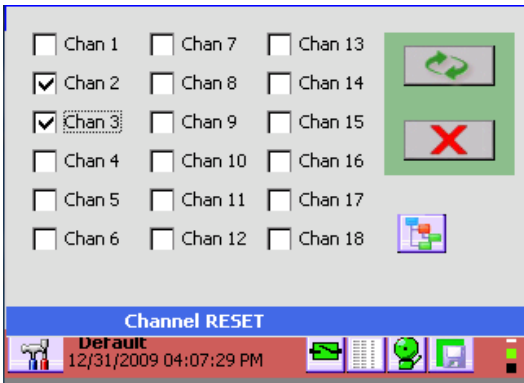 Chan 1 Chan 7 Chan 13
Chan 2 Chan 8 Chan 14
Chan 3 Chan 9 Chan 15
Chan 4 Chan 10 Chan 16
Chan 5 Chan 11 Chan 17
Chan 6 Chan 12 Chan 18
Channel RESET
Default
12/31/2009 04:07:29 PM